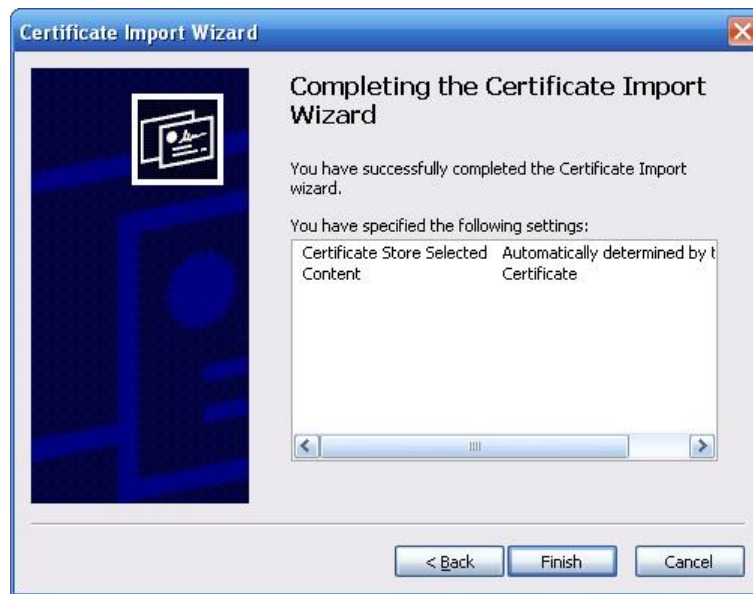 Certificate Import Wizard
Completing the Certificate Import
Wizard
You have successfully completed the Certificate Import
wizard.
You have specified the following settings:
Certificate Store Selected Automatically determined by t
Content Certificate
< Back Finish Cancel